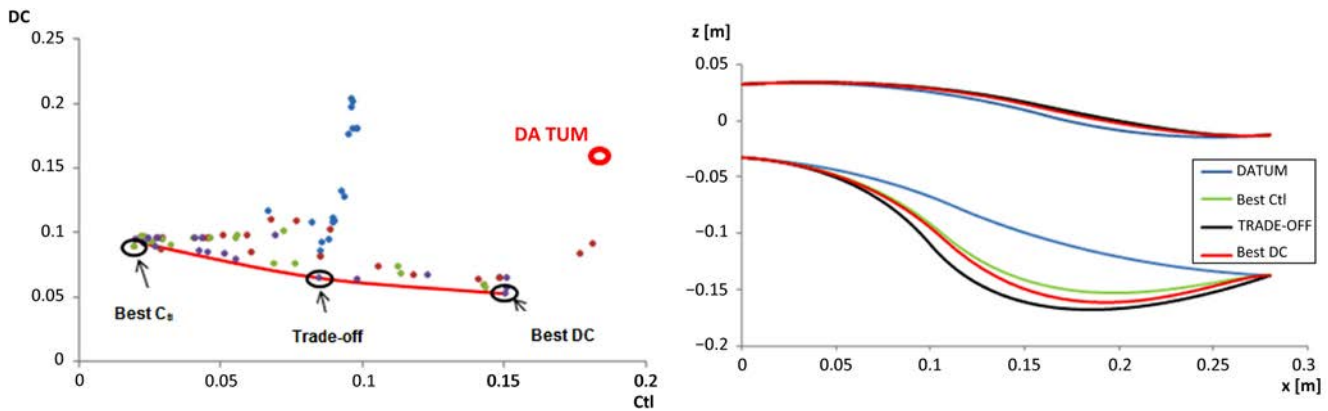 DC
0.25
0.2
0.15
0.1
0.05
0
0
0.05
0.1
0.15
0.2
Ctl
DA TUM
Best C
Trade-off
Best DC
z [m]
0.05
0
−0.05
−0.1
−0.15
−0.2
0
0.05
0.1
0.15
0.2
0.25
0.3
x [m]
DATUM
Best Ctl
TRADE-OFF
Best DC